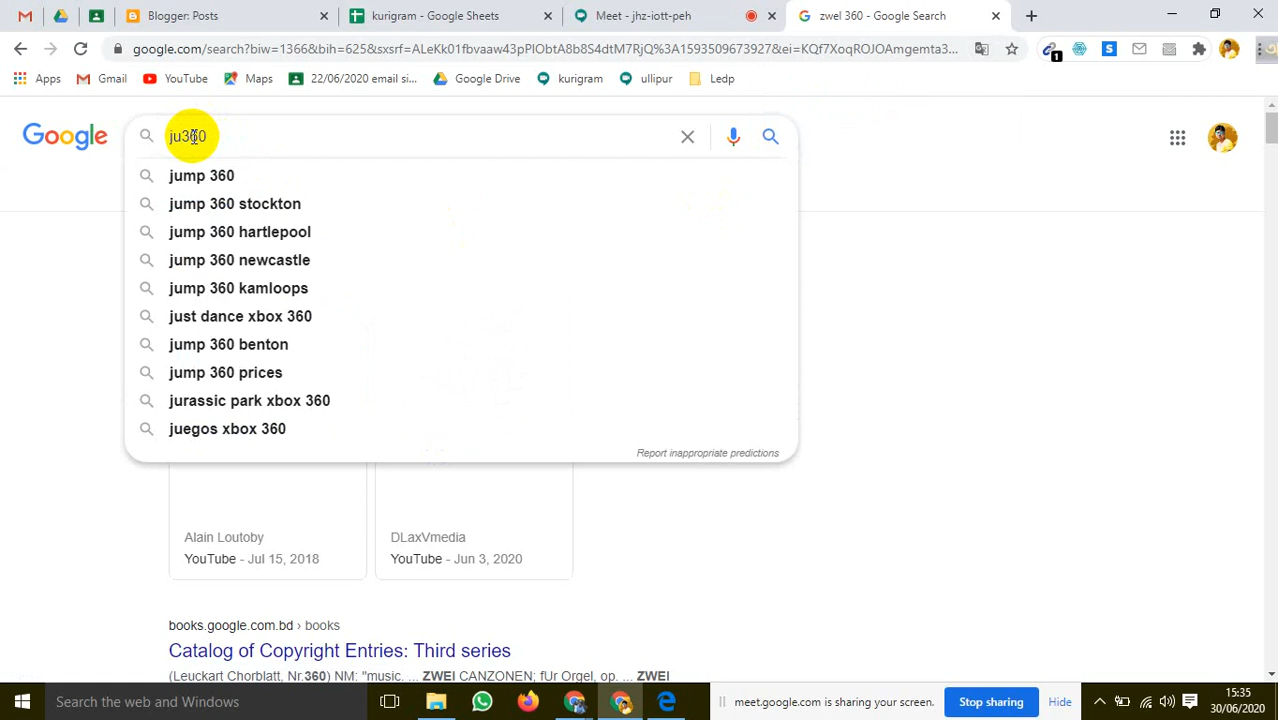 Blogger: Posts
kurigram - Google Sheets
Meet - jhz-iott-peh
zwel 360 - Google Search
google.com/search?biw=1366&bih=625&sxsrf=ALeKk01fbvaaw43pPIObtA8b8S4dtM7RjQ%3A1593509673927&ei=KQf7XoqROJOAmgemta3...
1
Apps
Gmail
YouTube
Maps
22/06/2020 email si...
Google Drive
kurigram
ullipur
Ledp
Google
ju360
jump 360
jump 360 stockton
jump 360 hartlepool
jump 360 newcastle
jump 360 kamloops
just dance xbox 360
jump 360 benton
jump 360 prices
jurassic park xbox 360
juegos xbox 360
Report inappropriate predictions
Alain Loutoby
YouTube - Jul 15, 2018
DLaxVmedia
YouTube - Jun 3, 2020
books.google.com.bd › books
Catalog of Copyright Entries: Third series
(Leuckart Chorblatt, Nr.360) NM: "music. ... ZWEI CANZONEN; fUr Orgel, op. ... ZWEI
Search the web and Windows
meet.google.com is sharing your screen.
Stop sharing
Hide
15:35
30/06/2020